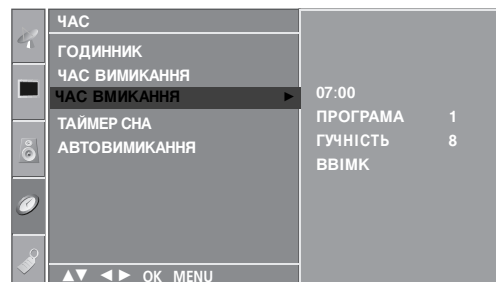 ЧАС
ГОДИННИК
ЧАС ВИМИКАННЯ
ЧАС ВМИКАННЯ ►
ТАЙМЕР СНА
АВТОВИМИКАННЯ
07:00
ПРОГРАМА 1
ГУЧНІСТЬ 8
ВВІМК
▲▼ ◄► OK MENU